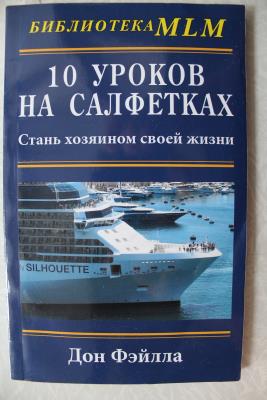 БИБЛИОТЕКА MLM
10 УРОКОВ
НА САЛФЕТКАХ
Стань хозяином своей жизни
SILHOUETTE
Дон Фэйлла